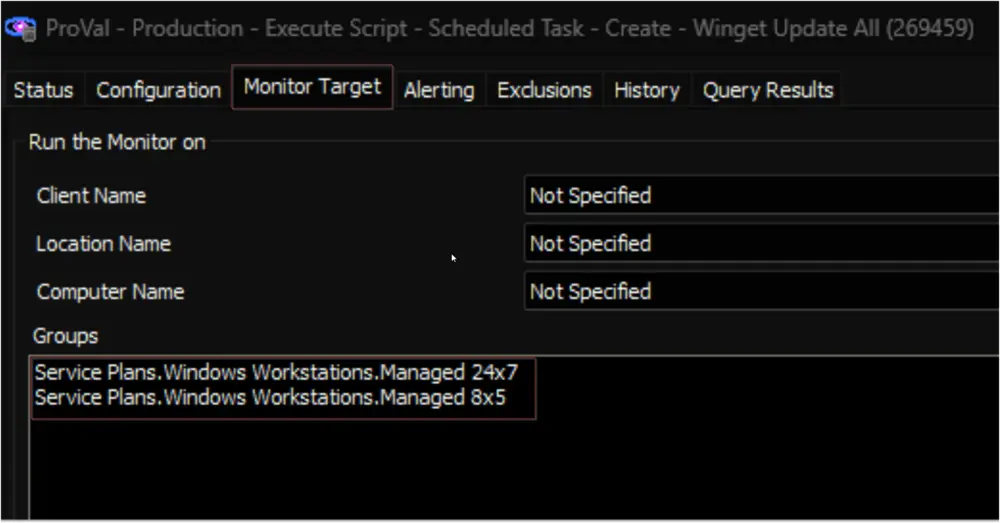 ProVal - Production - Execute Script - Scheduled Task - Create - Winget Update All (269459)
Status Configuration Monitor Target Alerting Exclusions History Query Results
Run the Monitor on
Client Name Not Specified
Location Name Not Specified
Computer Name Not Specified
Groups
Service Plans.Windows Workstations.Managed 24x7
Service Plans.Windows Workstations.Managed 8x5